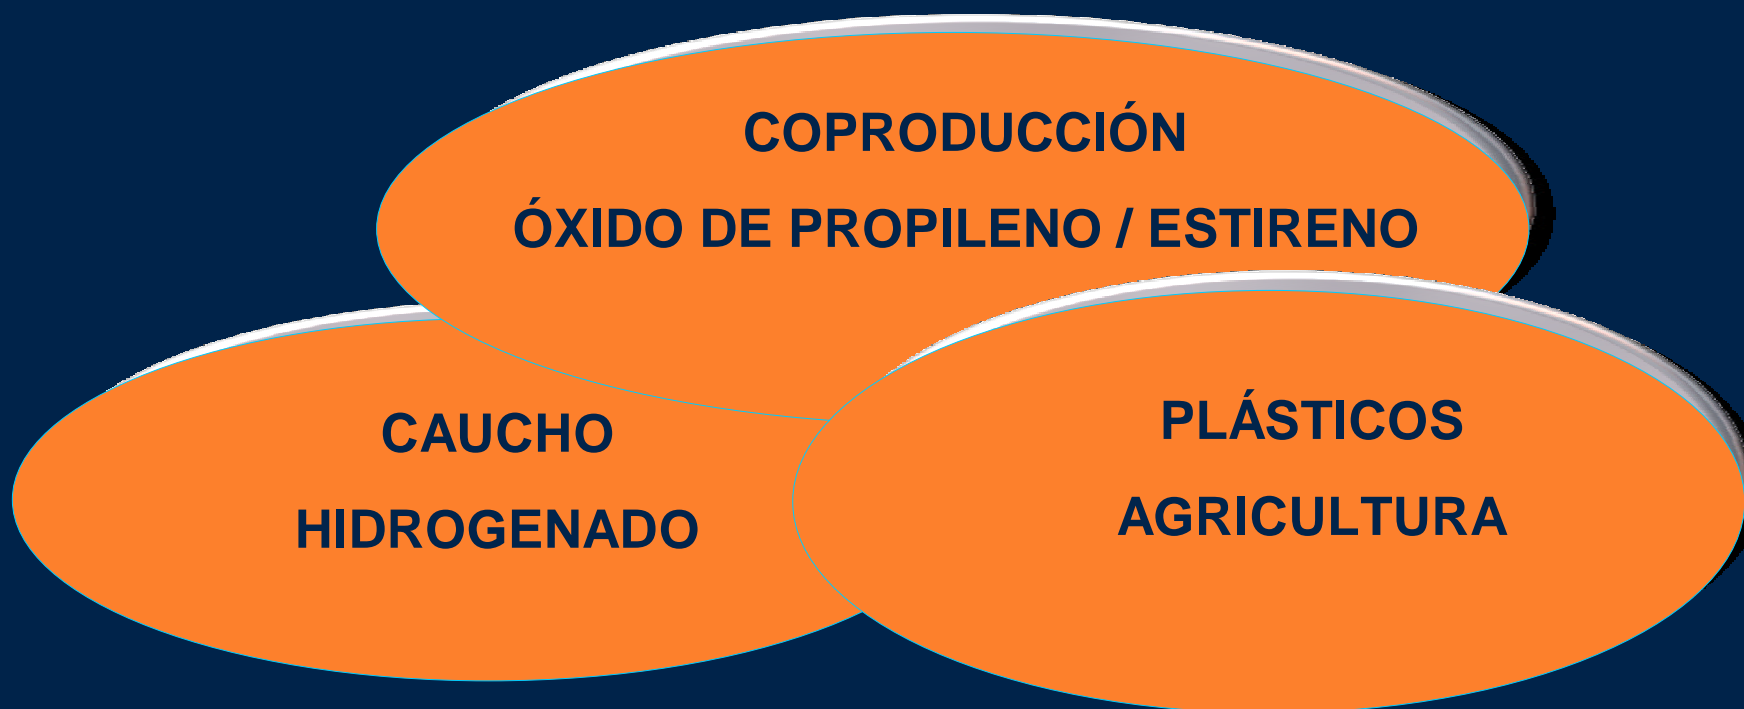 COPRODUCCIÓN
ÓXIDO DE PROPILENO / ESTIRENO
CAUCHO
HIDROGENADO
PLÁSTICOS
AGRICULTURA